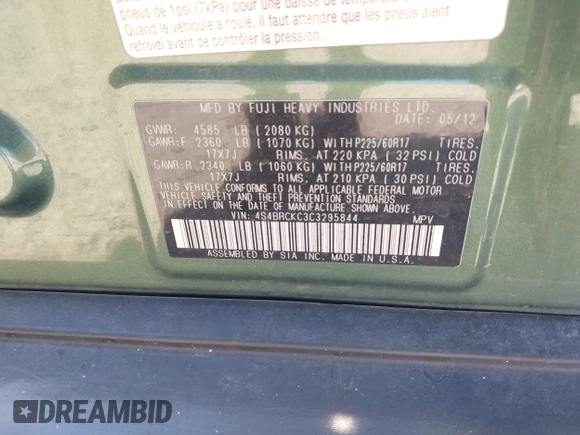 pneus de 1psi (7kPa) pour une baisse de
Quand le véhicule a roulé, il faut attendre que les pneus aient
refroidi avant de contrôler la pression.
MFD BY FUJI HEAVY INDUSTRIES LTD.
DATE: 05/12
GVWR: 4585 LB ( 2080 KG)
GAWR:F 2360 LB ( 1070 KG) WITH P225/60R17 TIRES.
17X7J RIMS. AT 220 KPA ( 32 PSI) COLD
GAWR:R 2340 LB ( 1060 KG) WITH P225/60R17 TIRES.
17X7J RIMS. AT 210 KPA ( 30 PSI) COLD
THIS VEHICLE CONFORMS TO ALL APPLICABLE FEDERAL MOTOR
VEHICLE SAFETY AND THEFT PREVENTION STANDARDS
IN EFFECT ON THE DATE OF MANUFACTURE SHOWN ABOVE.
VIN: 4S4BRCKC3C3295844 MPV
ASSEMBLED BY SIA INC. MADE IN U.S.A.
DREAMBID